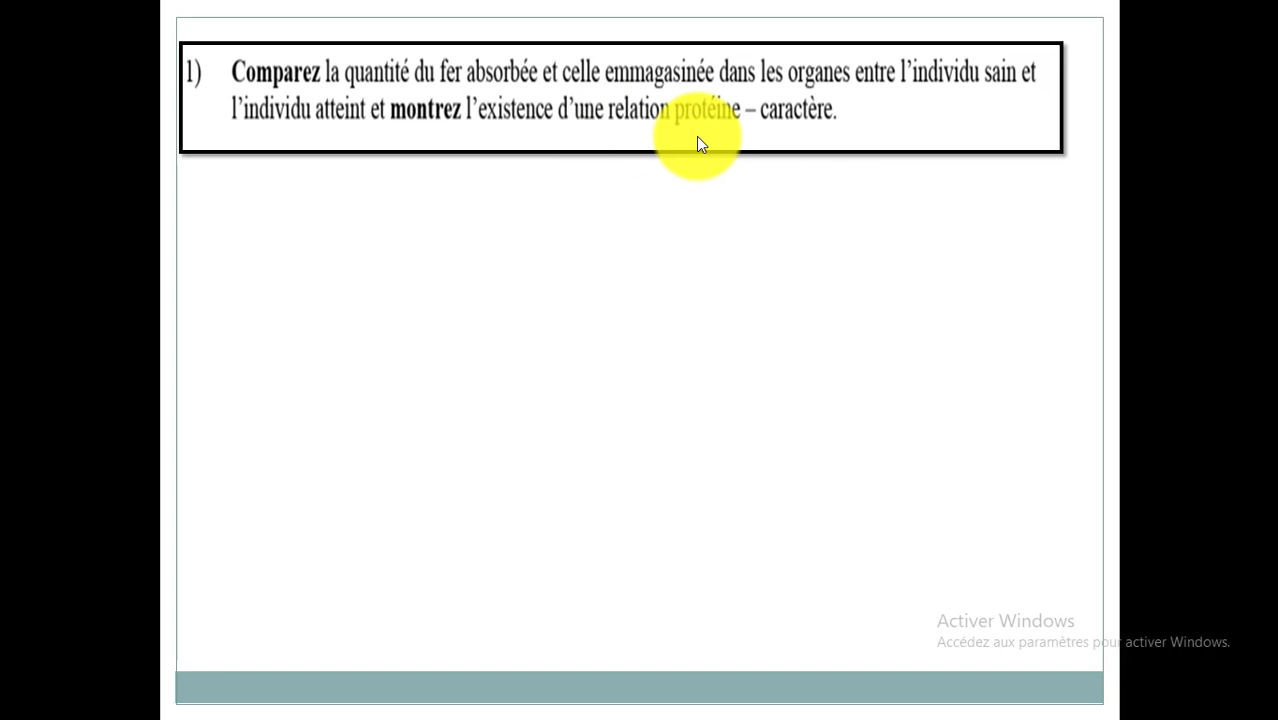 1) Comparez la quantité du fer absorbée et celle emmagasinée dans les organes entre l’individu sain et
l’individu atteint et montrez l’existence d’une relation protéine – caractère.
Activer Windows
Accédez aux paramètres pour activer Windows.